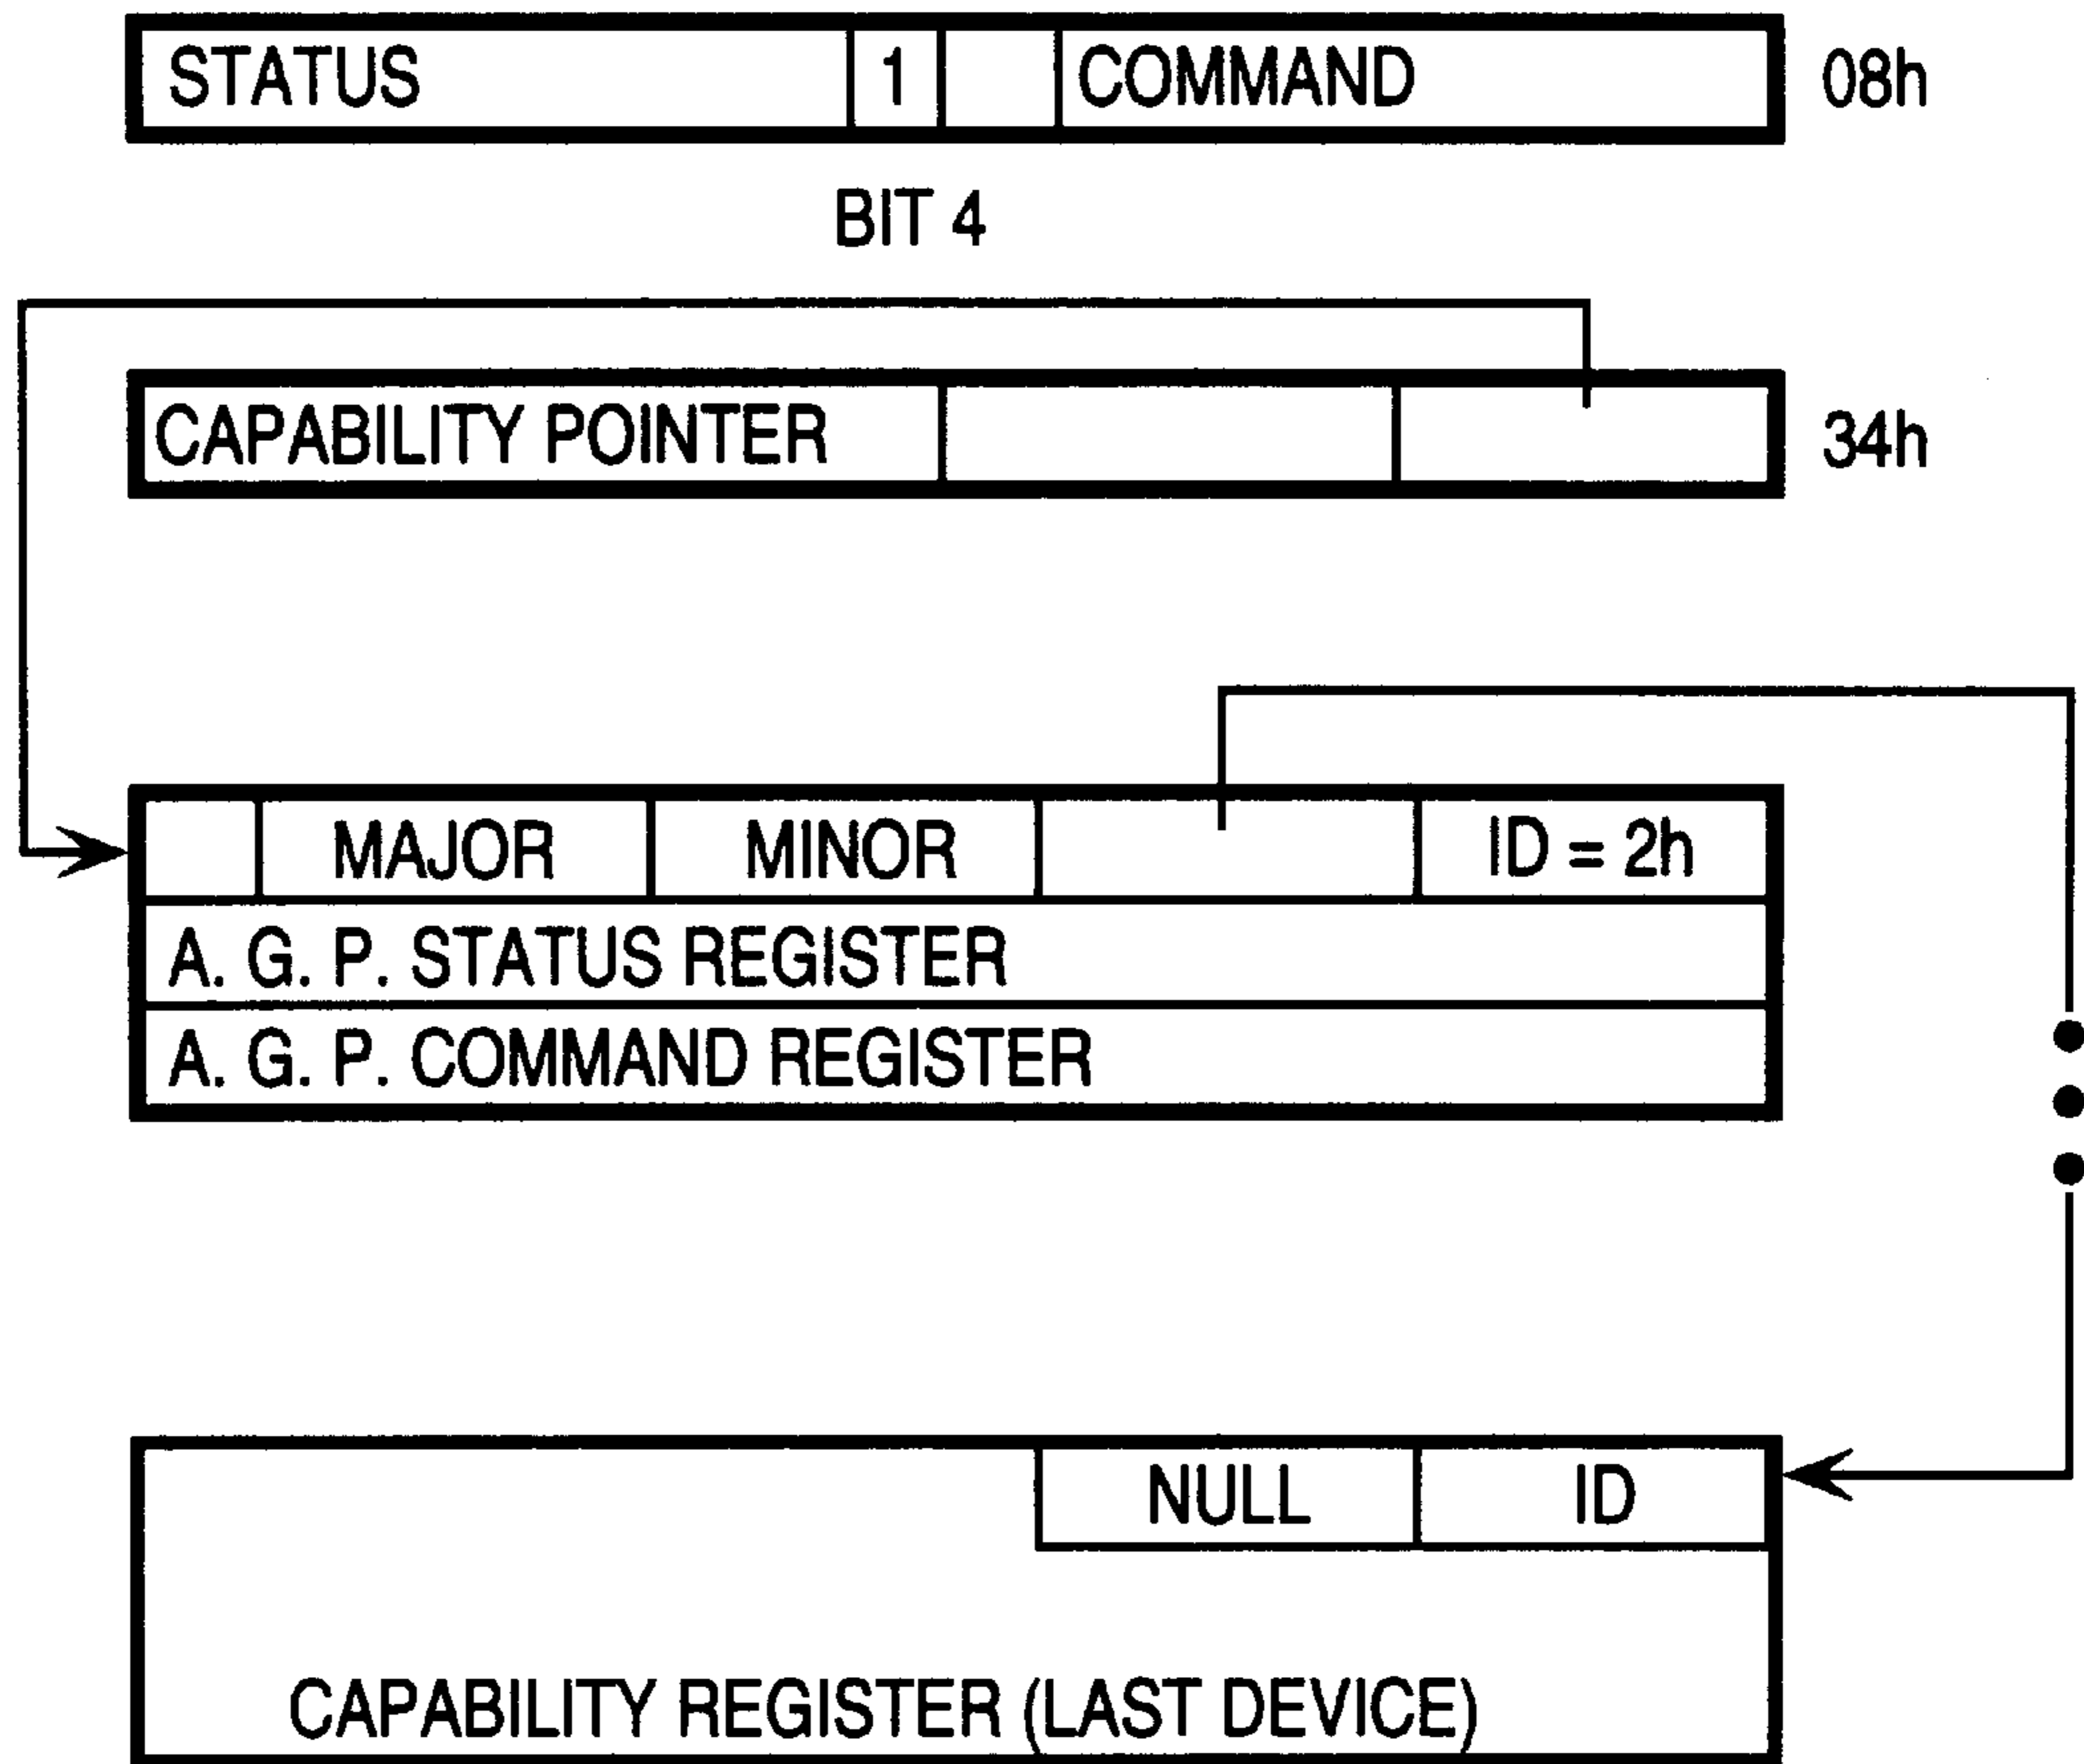 STATUS 1 COMMAND 08h
BIT 4
CAPABILITY POINTER 34h
MAJOR MINOR ID = 2h
A. G. P. STATUS REGISTER
A. G. P. COMMAND REGISTER
NULL ID
CAPABILITY REGISTER (LAST DEVICE)